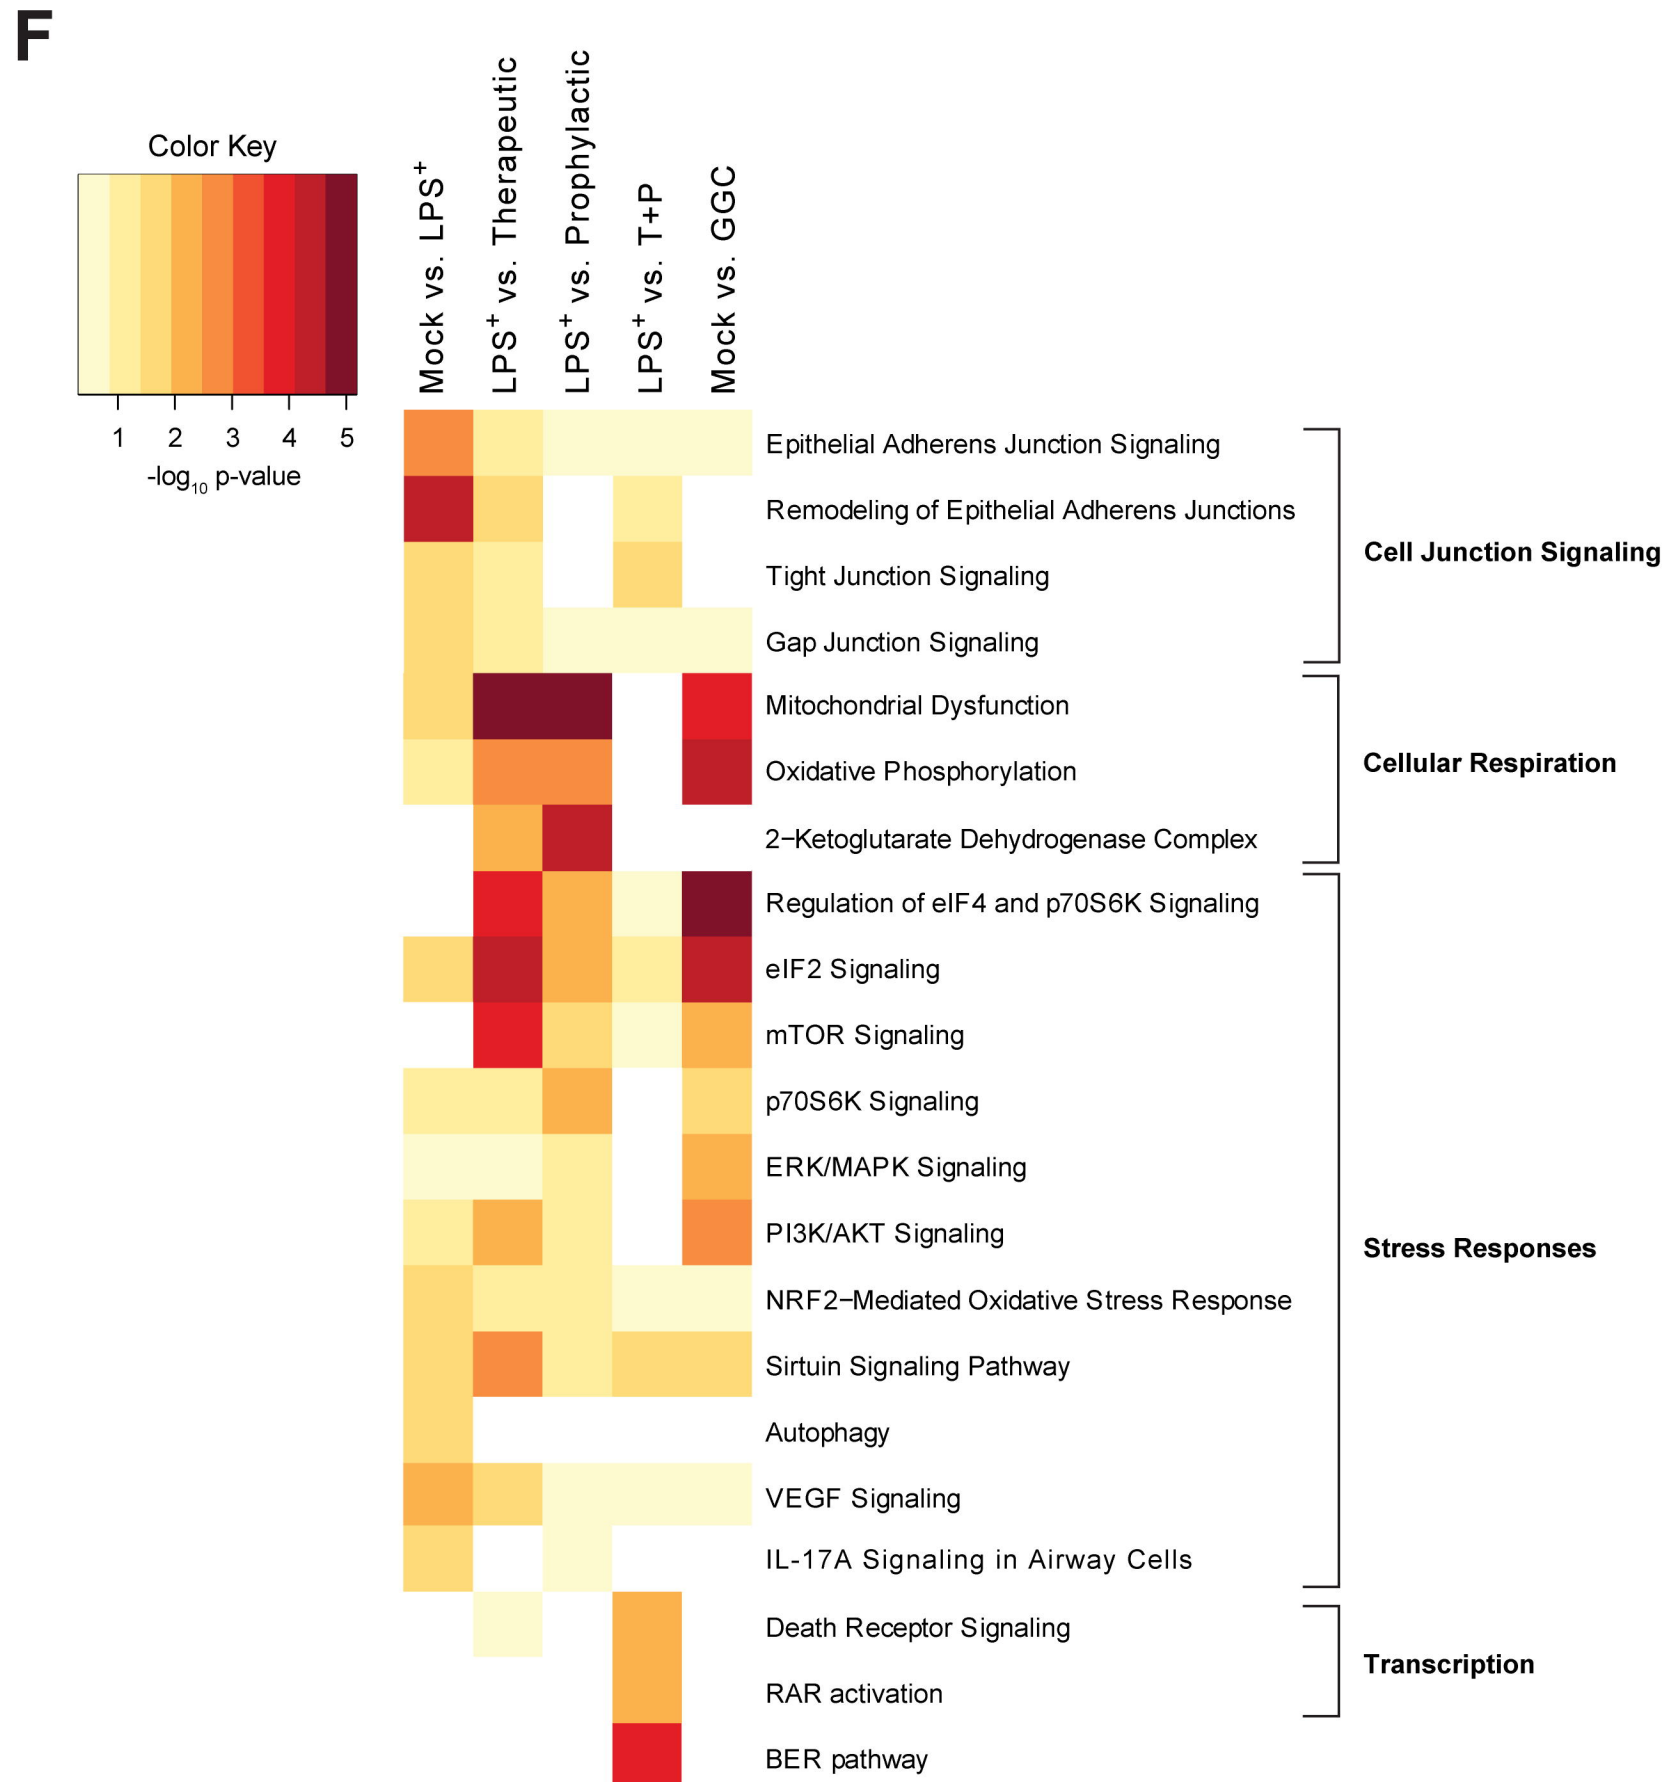 F
Color Key
1 2 3 4 5
-log10 p-value
Mock vs. LPS+
LPS+ vs. Therapeutic
LPS+ vs. Prophylactic
LPS+ vs. T+P
Mock vs. GGC
Epithelial Adherens Junction Signaling
Remodeling of Epithelial Adherens Junctions
Tight Junction Signaling
Gap Junction Signaling
Cell Junction Signaling
Mitochondrial Dysfunction
Oxidative Phosphorylation
2−Ketoglutarate Dehydrogenase Complex
Cellular Respiration
Regulation of eIF4 and p70S6K Signaling
eIF2 Signaling
mTOR Signaling
p70S6K Signaling
ERK/MAPK Signaling
PI3K/AKT Signaling
NRF2−Mediated Oxidative Stress Response
Sirtuin Signaling Pathway
Autophagy
VEGF Signaling
IL-17A Signaling in Airway Cells
Stress Responses
Death Receptor Signaling
RAR activation
Transcription
BER pathway